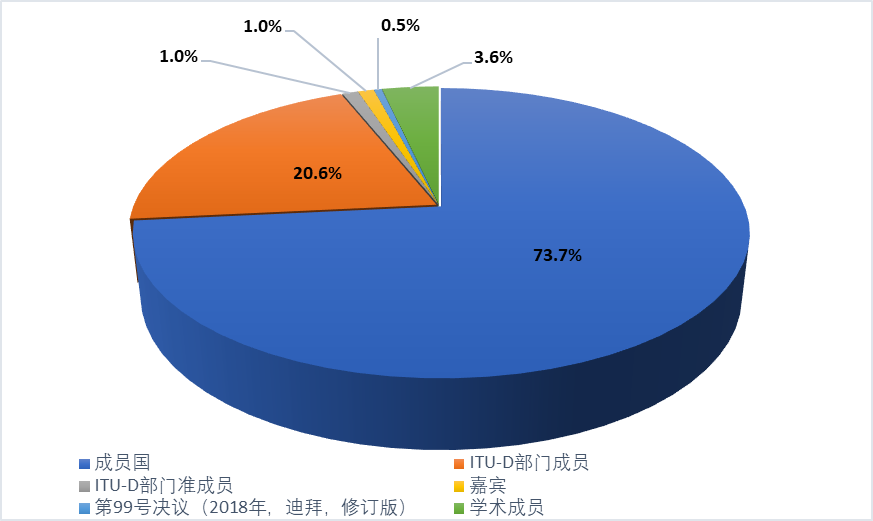 1.0%
1.0%
0.5%
3.6%
20.6%
73.7%
成员国
ITU-D部门成员
ITU-D部门准成员
嘉宾
第99号决议（2018年，迪拜，修订版）
学术成员